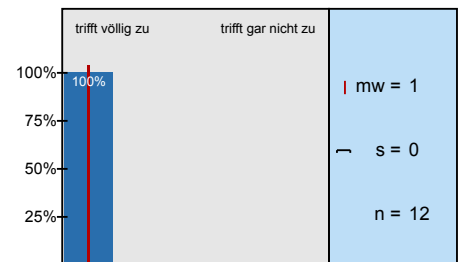 trifft völlig zu trifft gar nicht zu
100%
100%
mw = 1
75%
s = 0
50%
25%
n = 12